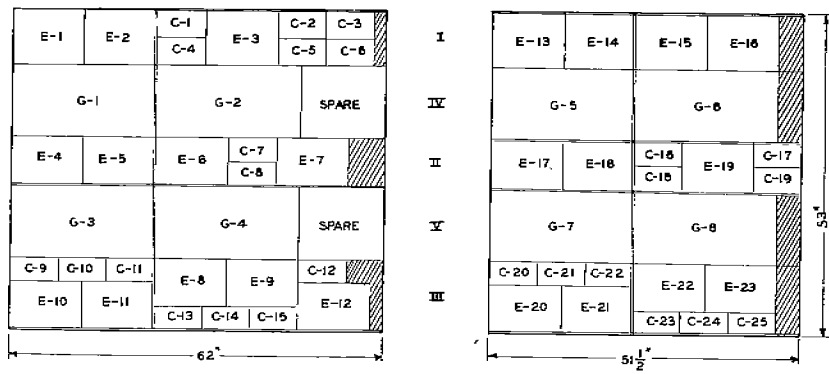 C-1 C-2 C-3
E-1 E-2 E-3 I E-13 E-14 E-15 E-16
C-4 C-5 C-6
G-1 G-2 SPARE IV G-5 G-6
C-7 C-16 C-17
E-4 E-5 E-6 E-7 II E-17 E-18 E-19
C-8 C-18 C-19
G-3 G-4 SPARE V G-7 G-8 53"
C-9 C-10 C-11 C-12 C-20 C-21 C-22
E-8 E-9 E-22 E-23
E-10 E-11 E-12 III E-20 E-21
C-13 C-14 C-15 C-23 C-24 C-25
62" 51 1/2"